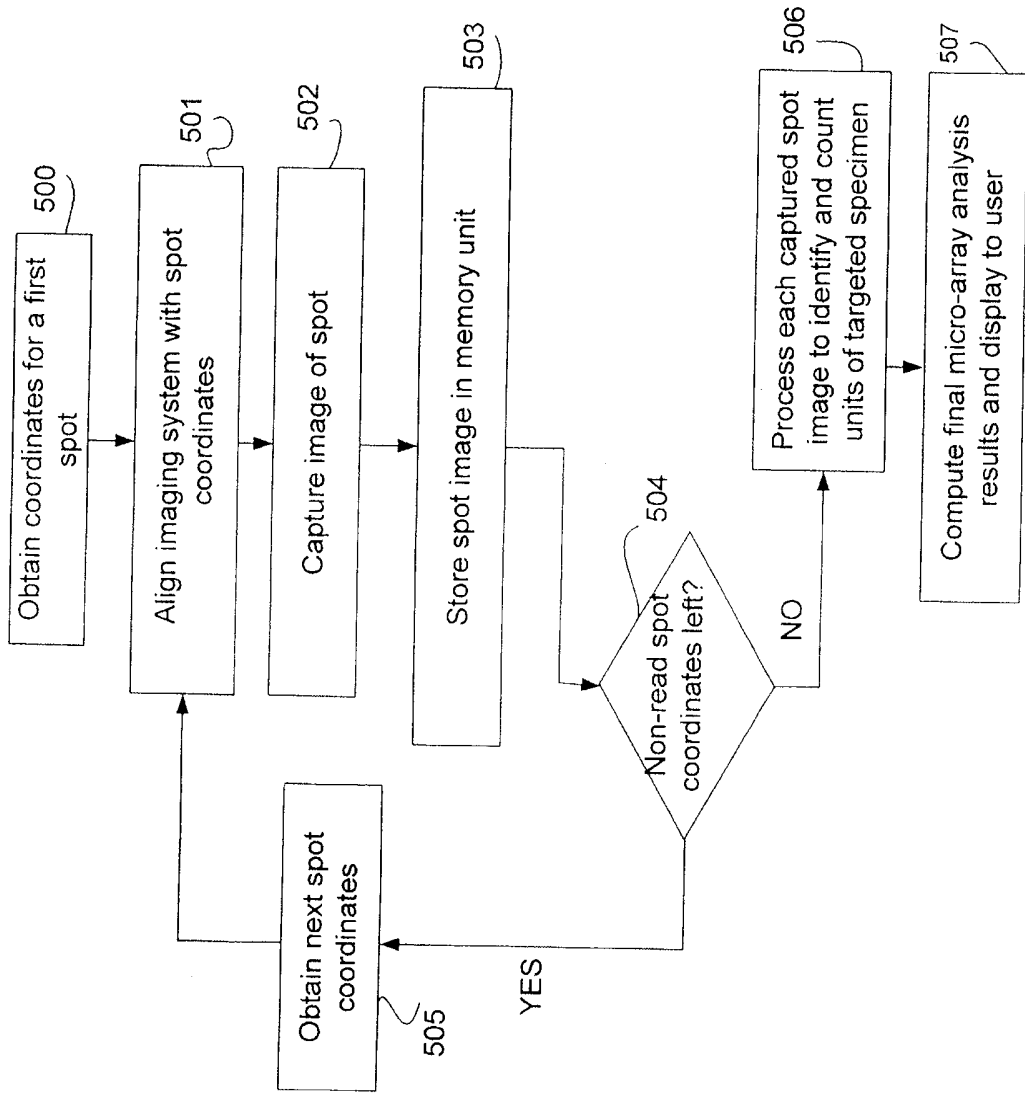 500
Obtain coordinates for a first
spot
501
Align imaging system with spot
coordinates
502
Capture image of spot
503
Store spot image in memory unit
504
Non-read spot
coordinates left?
YES
505
Obtain next spot
coordinates
NO
506
Process each captured spot
image to identify and count
units of targeted specimen
507
Compute final micro-array analysis
results and display to user